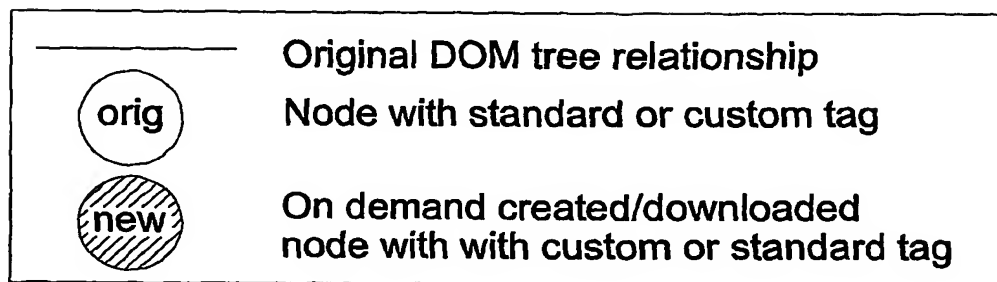 Original DOM tree relationship
orig Node with standard or custom tag
new On demand created/downloaded
node with with custom or standard tag